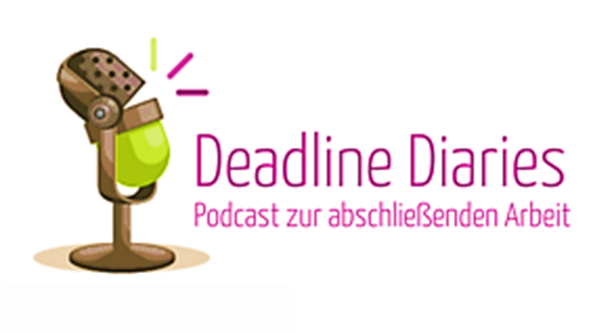 Deadline Diaries
Podcast zur abschließenden Arbeit